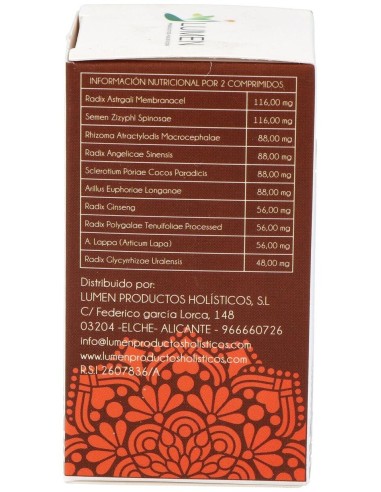 LUMEN
INFORMACIÓN NUTRICIONAL POR 2 COMPRIMIDOS
Radix Astrgali Membranacel 116,00 mg
Semen Zizyphi Spinosae 116,00 mg
Rhizoma Atractylodis Macrocephalae 88,00 mg
Radix Angelicae Sinensis 88,00 mg
Sclerotium Poriae Cocos Paradicis 88,00 mg
Arillus Euphoriae Longanae 88,00 mg
Radix Ginseng 56,00 mg
Radix Polygalae Tenuifoliae Processed 56,00 mg
A. Lappa (Articum Lapa) 56,00 mg
Radix Glycyrrhizae Uralensis 48,00 mg
Distribuido por:
LUMEN PRODUCTOS HOLÍSTICOS, S.L
C/ Federico garcía Lorca, 148
03204 -ELCHE- ALICANTE - 966660726
info@lumenproductosholisticos.com
www.lumenproductosholisticos.com
R.S.I 2607836/A